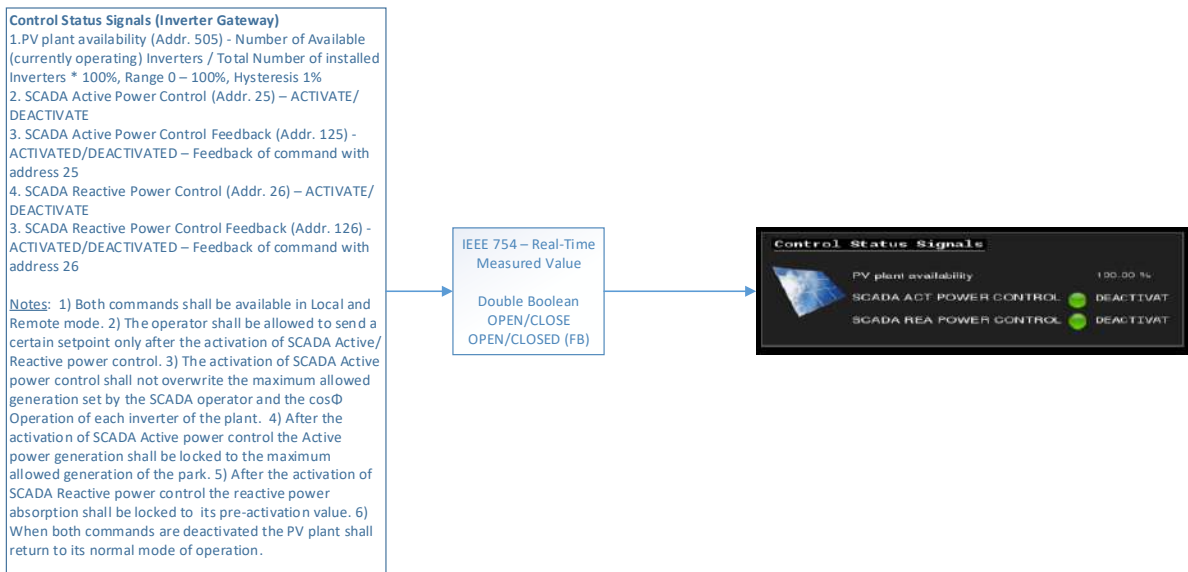 Control Status Signals (Inverter Gateway)
1.PV plant availability (Addr. 505) - Number of Available
(currently operating) Inverters / Total Number of installed
Inverters * 100%, Range 0 – 100%, Hysteresis 1%
2. SCADA Active Power Control (Addr. 25) – ACTIVATE/
DEACTIVATE
3. SCADA Active Power Control Feedback (Addr. 125) -
ACTIVATED/DEACTIVATED – Feedback of command with
address 25
4. SCADA Reactive Power Control (Addr. 26) – ACTIVATE/
DEACTIVATE
3. SCADA Reactive Power Control Feedback (Addr. 126) -
ACTIVATED/DEACTIVATED – Feedback of command with
address 26
Notes: 1) Both commands shall be available in Local and
Remote mode. 2) The operator shall be allowed to send a
certain setpoint only after the activation of SCADA Active/
Reactive power control. 3) The activation of SCADA Active
power control shall not overwrite the maximum allowed
generation set by the SCADA operator and the cosΦ
Operation of each inverter of the plant. 4) After the
activation of SCADA Active power control the Active
power generation shall be locked to the maximum
allowed generation of the park. 5) After the activation of
SCADA Reactive power control the reactive power
absorption shall be locked to its pre-activation value. 6)
When both commands are deactivated the PV plant shall
return to its normal mode of operation.
IEEE 754 – Real-Time
Measured Value
Double Boolean
OPEN/CLOSE
OPEN/CLOSED (FB)
Control Status Signals
PV plant availability 100.00 %
SCADA ACT POWER CONTROL DEACTIVAT
SCADA REA POWER CONTROL DEACTIVAT